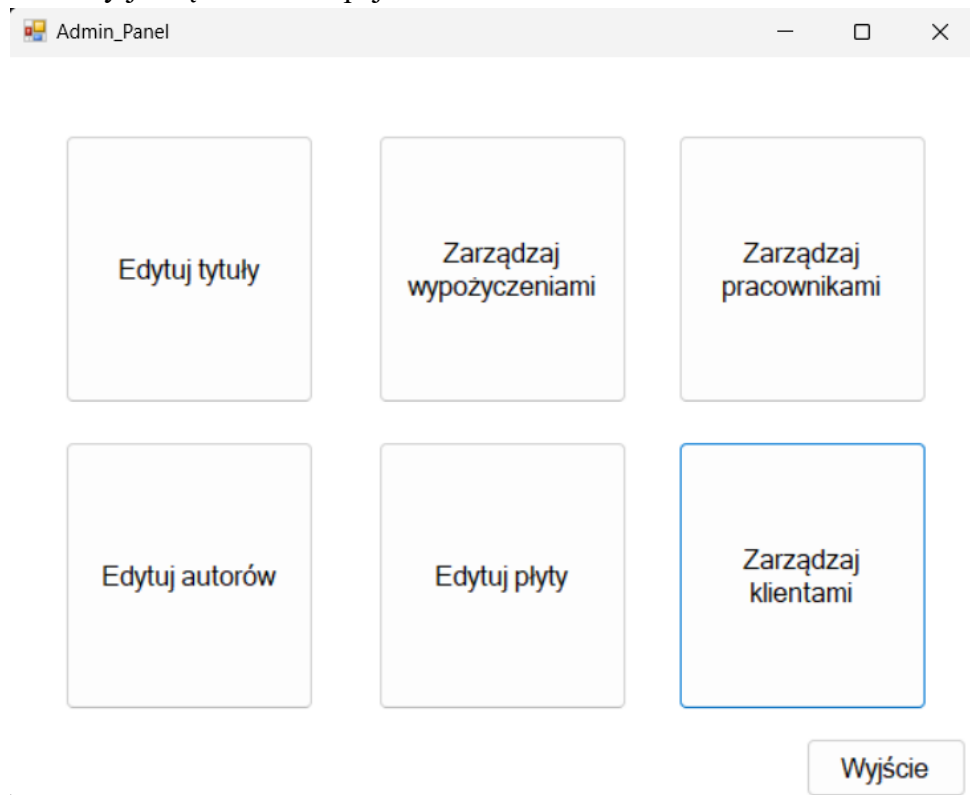 Admin_Panel
Edytuj tytuły
Zarządzaj
wypożyczeniami
Zarządzaj
pracownikami
Edytuj autorów
Edytuj płyty
Zarządzaj
klientami
Wyjście